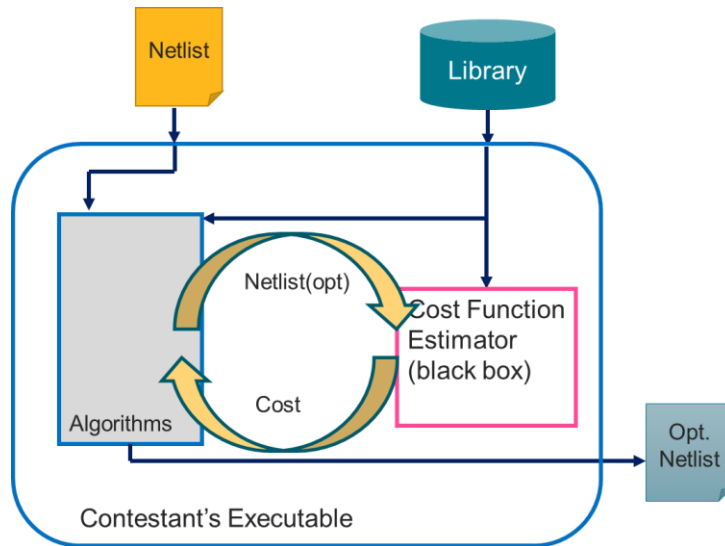 Netlist
Library
Netlist(opt)
Cost Function
Estimator
(black box)
Cost
Algorithms
Opt.
Netlist
Contestant's Executable